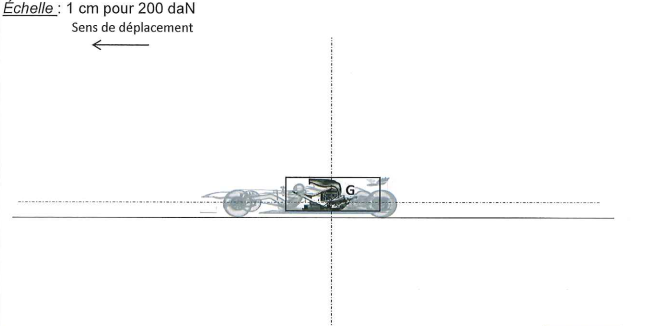 Échelle : 1 cm pour 200 daN
Sens de déplacement
G